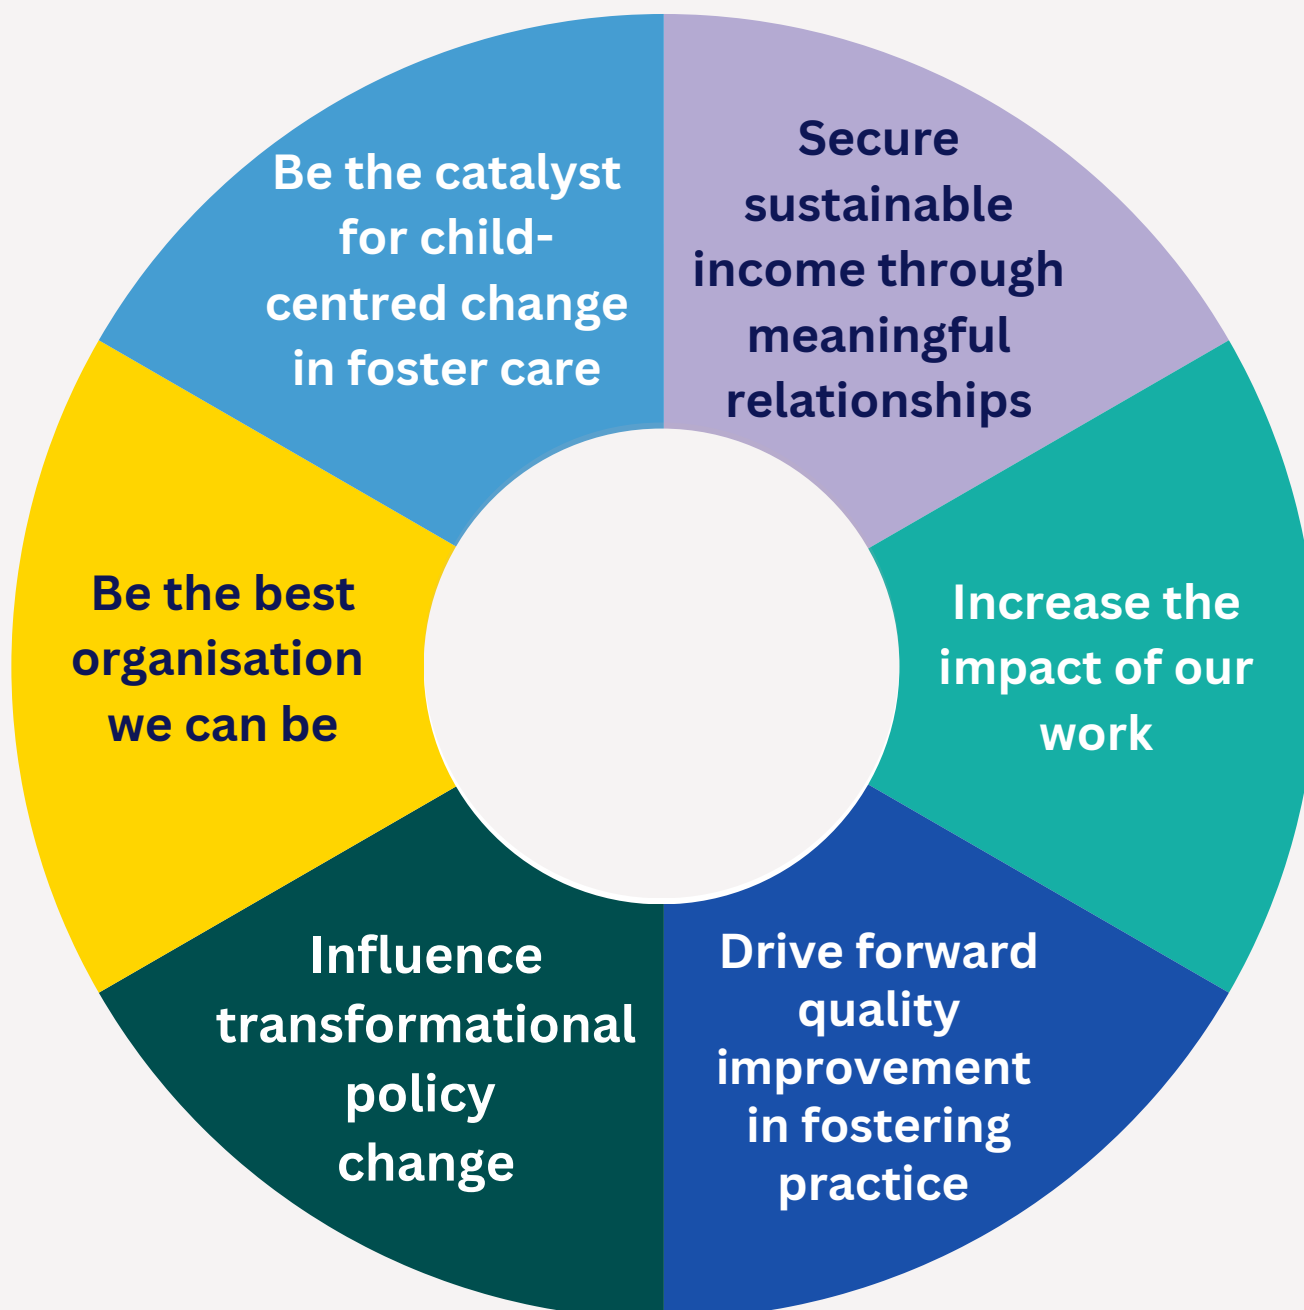 Be the catalyst
for child-
centred change
in foster care
Secure
sustainable
income through
meaningful
relationships
Increase the
impact of our
work
Drive forward
quality
improvement
in fostering
practice
Influence
transformational
policy
change
Be the best
organisation
we can be